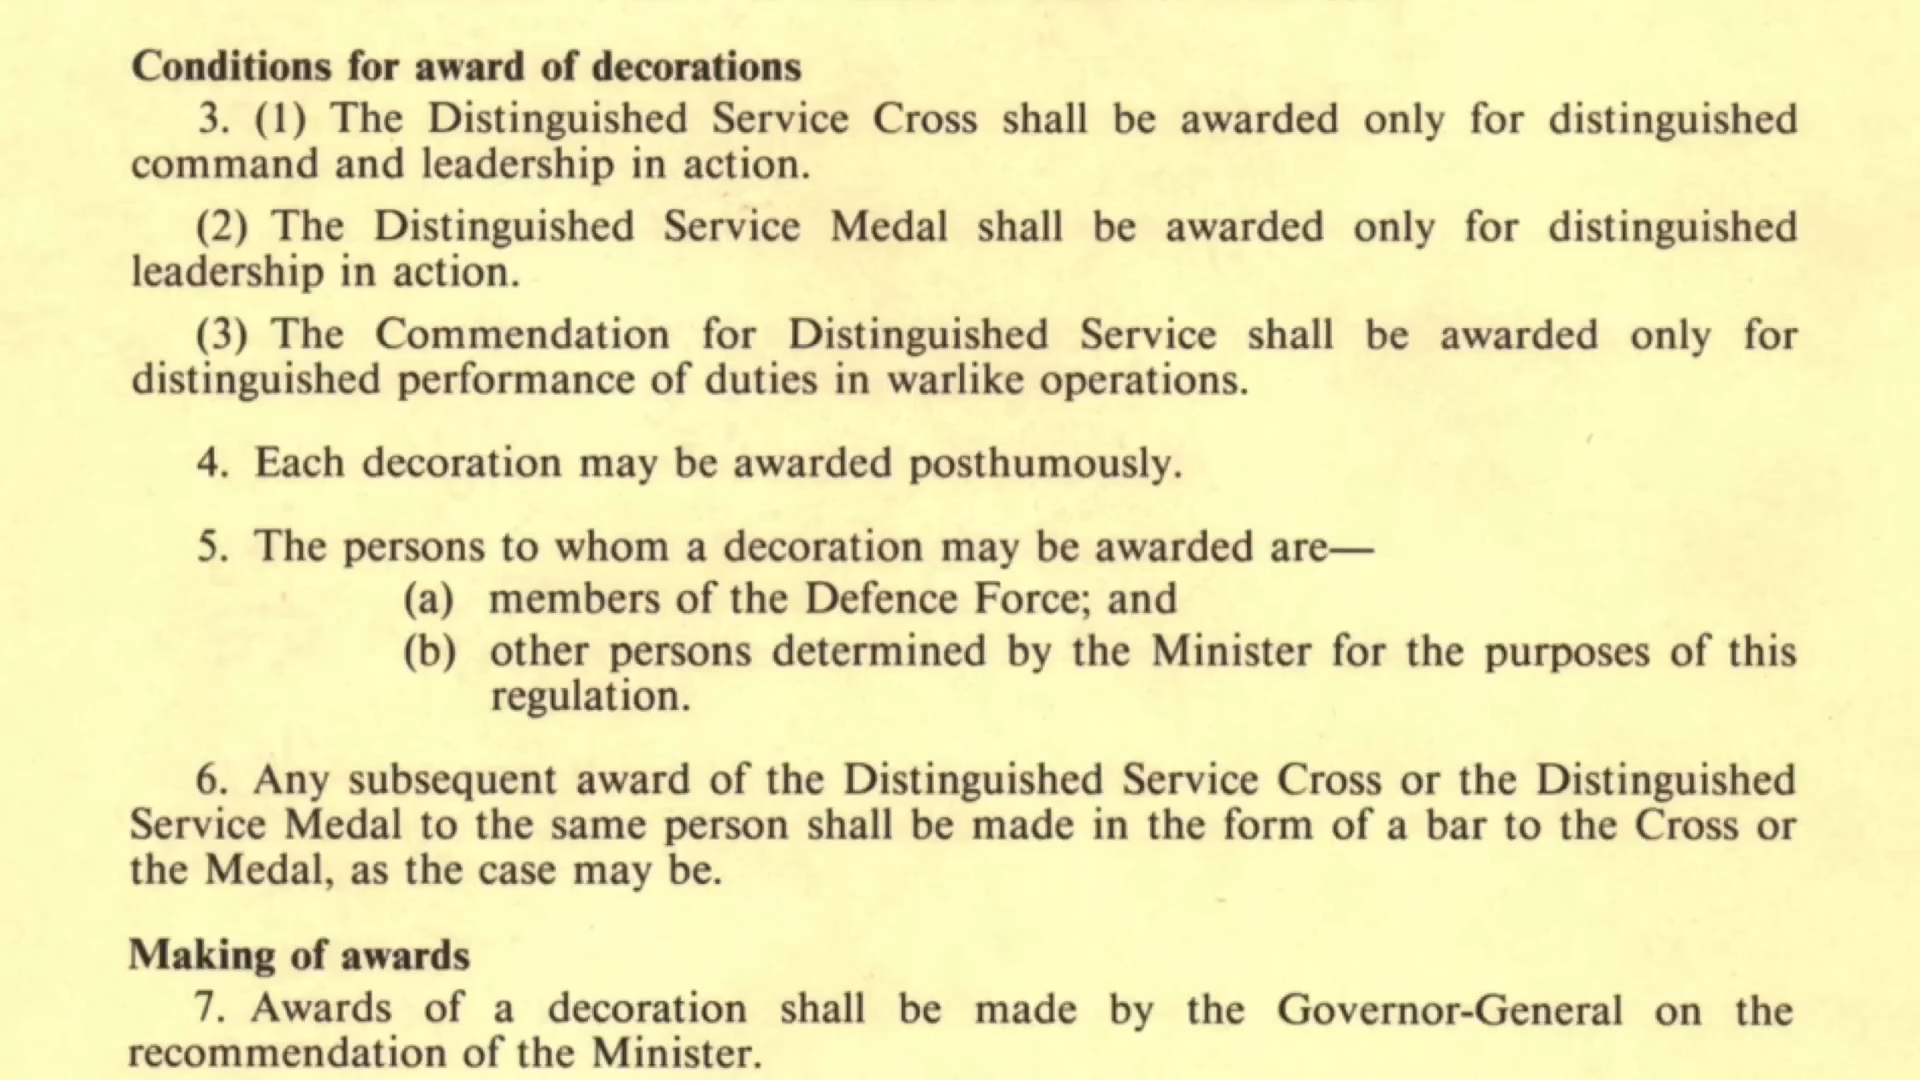 Conditions for award of decorations
3. (1) The Distinguished Service Cross shall be awarded only for distinguished
command and leadership in action.
(2) The Distinguished Service Medal shall be awarded only for distinguished
leadership in action.
(3) The Commendation for Distinguished Service shall be awarded only for
distinguished performance of duties in warlike operations.
4. Each decoration may be awarded posthumously.
5. The persons to whom a decoration may be awarded are—
(a) members of the Defence Force; and
(b) other persons determined by the Minister for the purposes of this
regulation.
6. Any subsequent award of the Distinguished Service Cross or the Distinguished
Service Medal to the same person shall be made in the form of a bar to the Cross or
the Medal, as the case may be.
Making of awards
7. Awards of a decoration shall be made by the Governor-General on the
recommendation of the Minister.